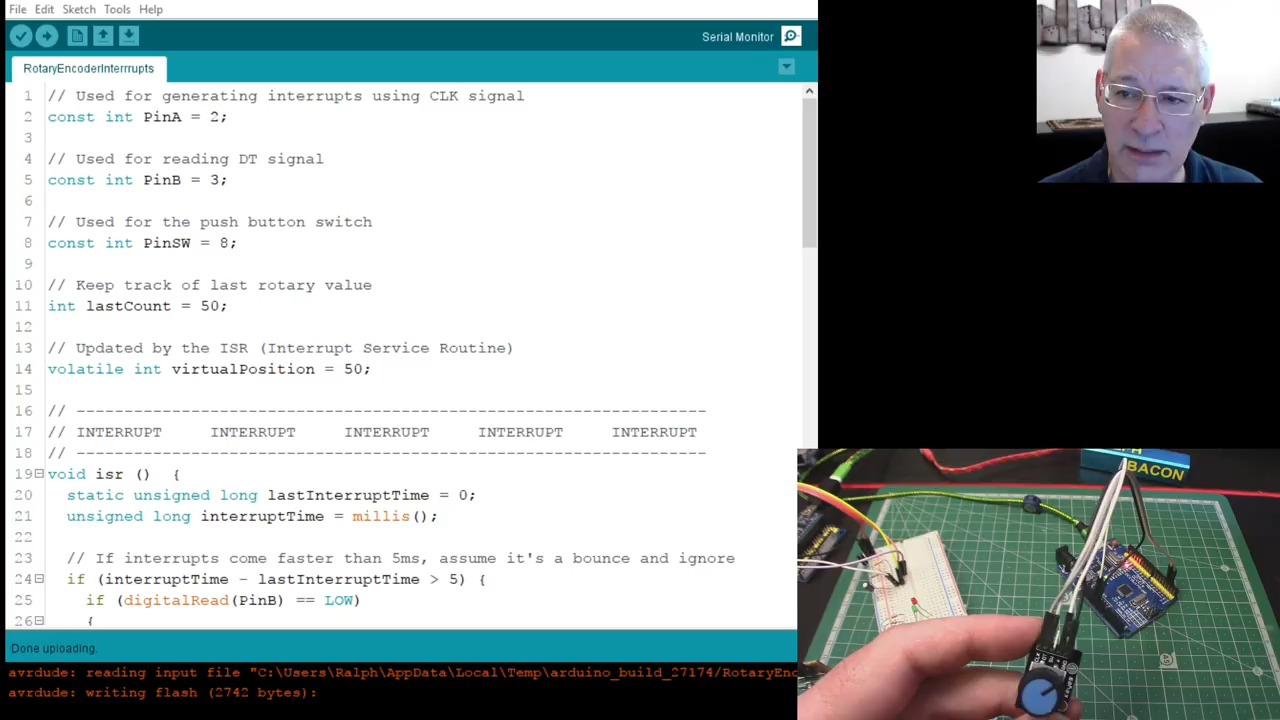 File Edit Sketch Tools Help
Serial Monitor
RotaryEncoderInterrrupts
1 // Used for generating interrupts using CLK signal
2 const int PinA = 2;
3
4 // Used for reading DT signal
5 const int PinB = 3;
6
7 // Used for the push button switch
8 const int PinSW = 8;
9
10 // Keep track of last rotary value
11 int lastCount = 50;
12
13 // Updated by the ISR (Interrupt Service Routine)
14 volatile int virtualPosition = 50;
15
16 // ------------------------------------------------------------------
17 // INTERRUPT INTERRUPT INTERRUPT INTERRUPT INTERRUPT
18 // ------------------------------------------------------------------
19 void isr () {
20 static unsigned long lastInterruptTime = 0;
21 unsigned long interruptTime = millis();
22
23 // If interrupts come faster than 5ms, assume it's a bounce and ignore
24 if (interruptTime - lastInterruptTime > 5) {
25 if (digitalRead(PinB) == LOW)
26 {
Done uploading.
avrdude: reading input file "C:\Users\Ralph\AppData\Local\Temp\arduino_build_27174/RotaryEnc
avrdude: writing flash (2742 bytes):
BACON